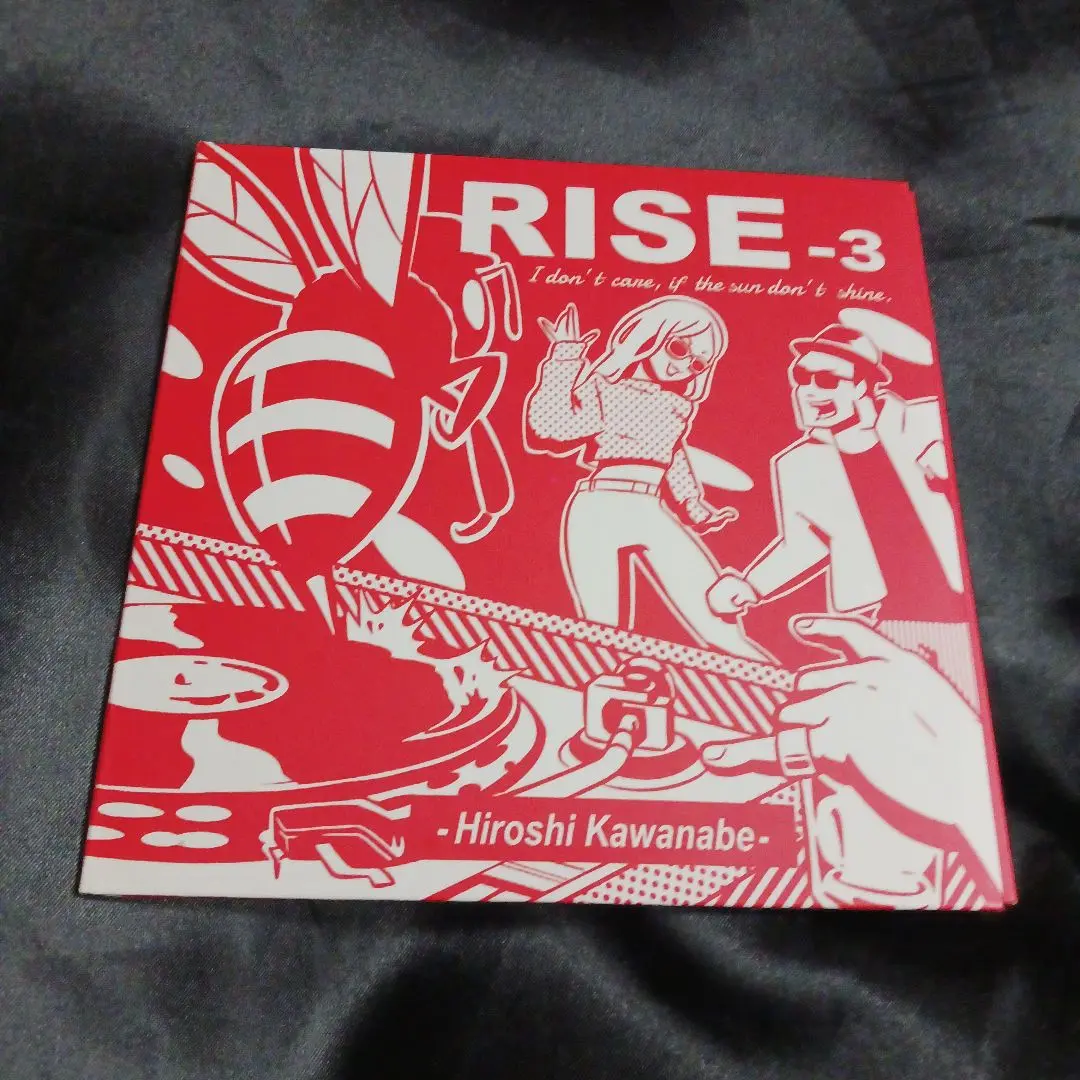 RISE -3
I don't care, if the sun don't shine.
-Hiroshi Kawanabe-